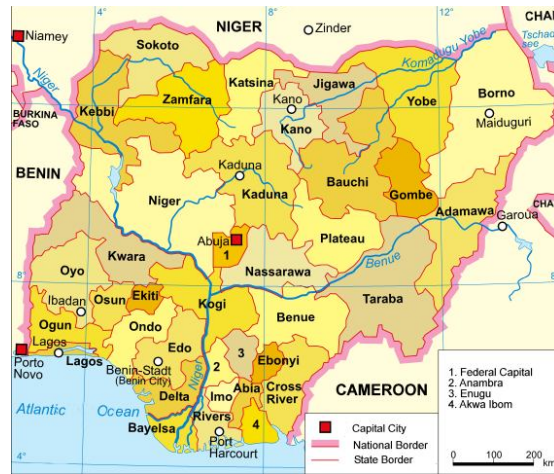 4°
8°
12°
NIGER
CHA
Niamey
Zinder
Tschad-
see
Sokoto
Komadugu Yobe
Niger
Katsina
Jigawa
Kebbi
Zamfara
Kano
Yobe
Borno
BURKINA
FASO
Kano
Maiduguri
BENIN
Kaduna
Bauchi
Gombe
Niger
Kaduna
Adamawa
CHA
Garoua
Abuja
1
Plateau
Kwara
Nassarawa
Benue
8°
Oyo
Taraba
Ibadan
Osun
Ekiti
Kogi
Benue
Ogun
Ondo
Lagos
Edo
2
3
Ebonyi
Porto
Novo
Lagos
Benin-Stadt
(Benin City)
Niger
Cross
River
CAMEROON
Delta
Imo
Abia
Atlantic Ocean
Bayelsa
Rivers
4
Port
Harcourt
4°
1. Federal Capital
2. Anambra
3. Enugu
4. Akwa Ibom
Capital City
National Border
State Border
0
100
200
km